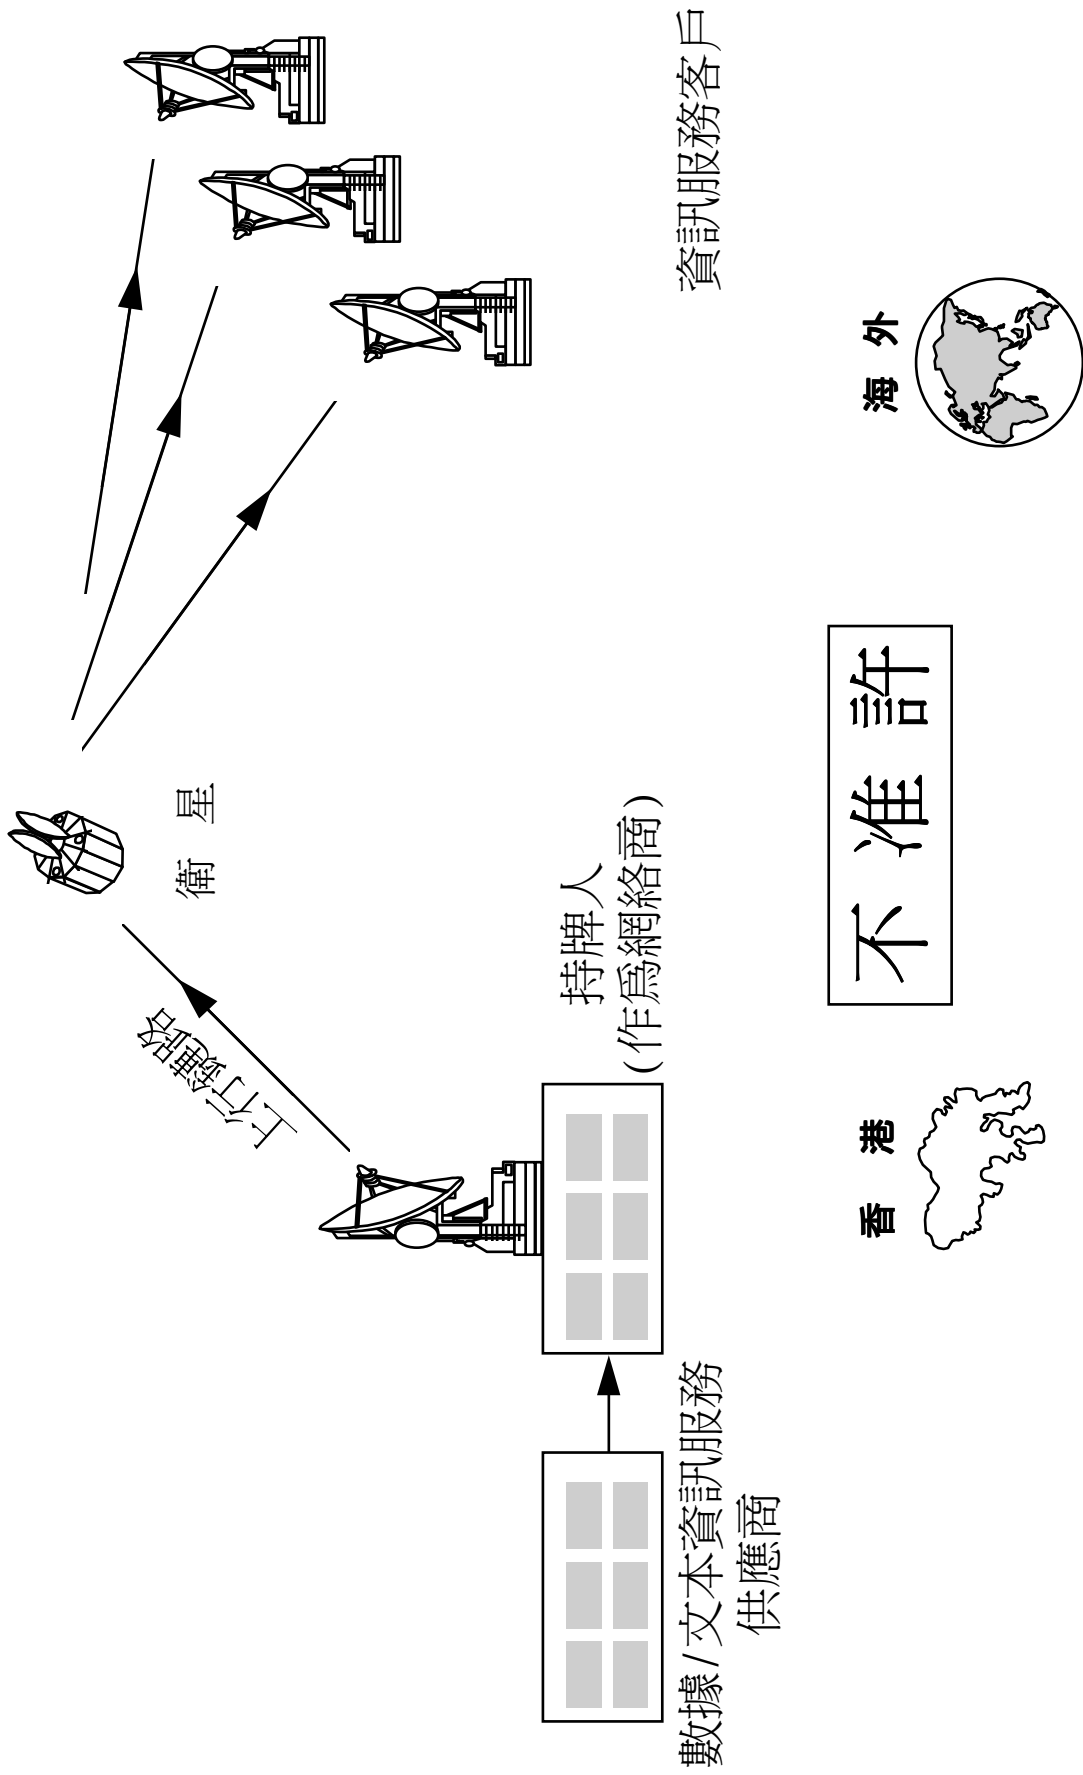 衛 星
上行鏈路
持牌人
(作爲網絡商)
數據/文本資訊服務
供應商
資訊服務客戶
不 准 許
香 港
海 外